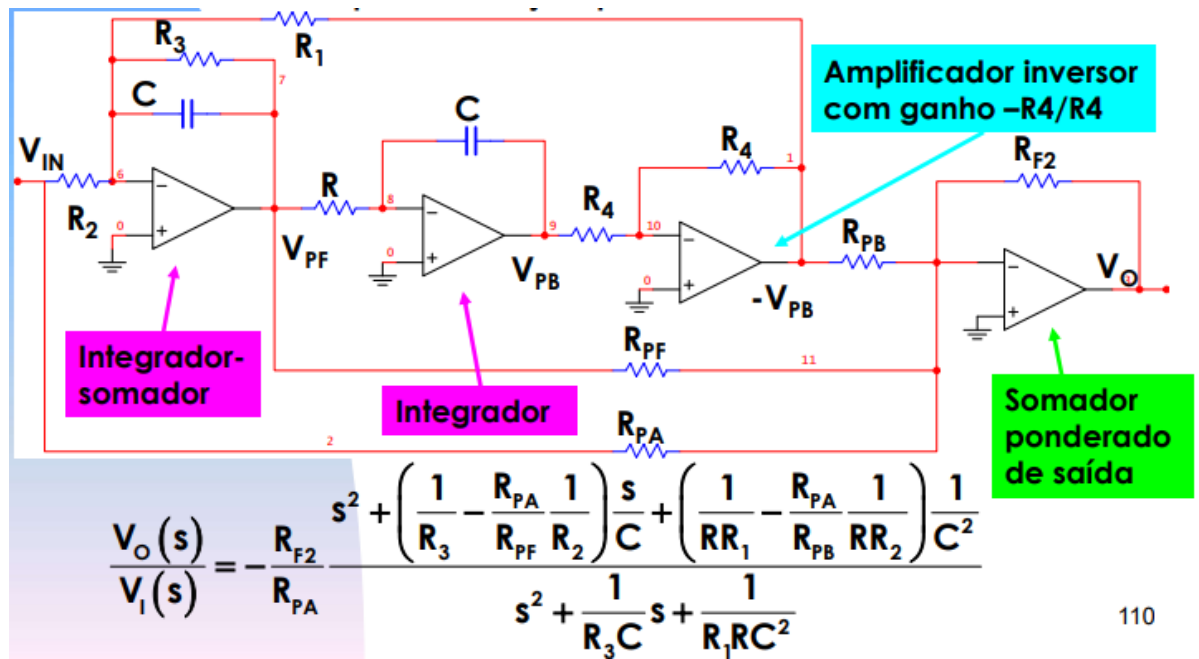 R3
R1
7
C
C
Amplificador inversor
com ganho –R4/R4
VIN
R4
1
RF2
6
R
8
R4
10
RPB
R2
0
0
9
0
VPF
VPB
-VPB
VO
RPF
11
Integrador-
somador
Integrador
RPA
2
Somador
ponderado
de saída
VO(s)/VI(s) = − RF2/RPA (s² + (1/R3 − RPA/RPF 1/R2) s/C + (1/RR1 − RPA/RPB 1/RR2) 1/C²) / (s² + 1/R3C s + 1/R1RC²)
110